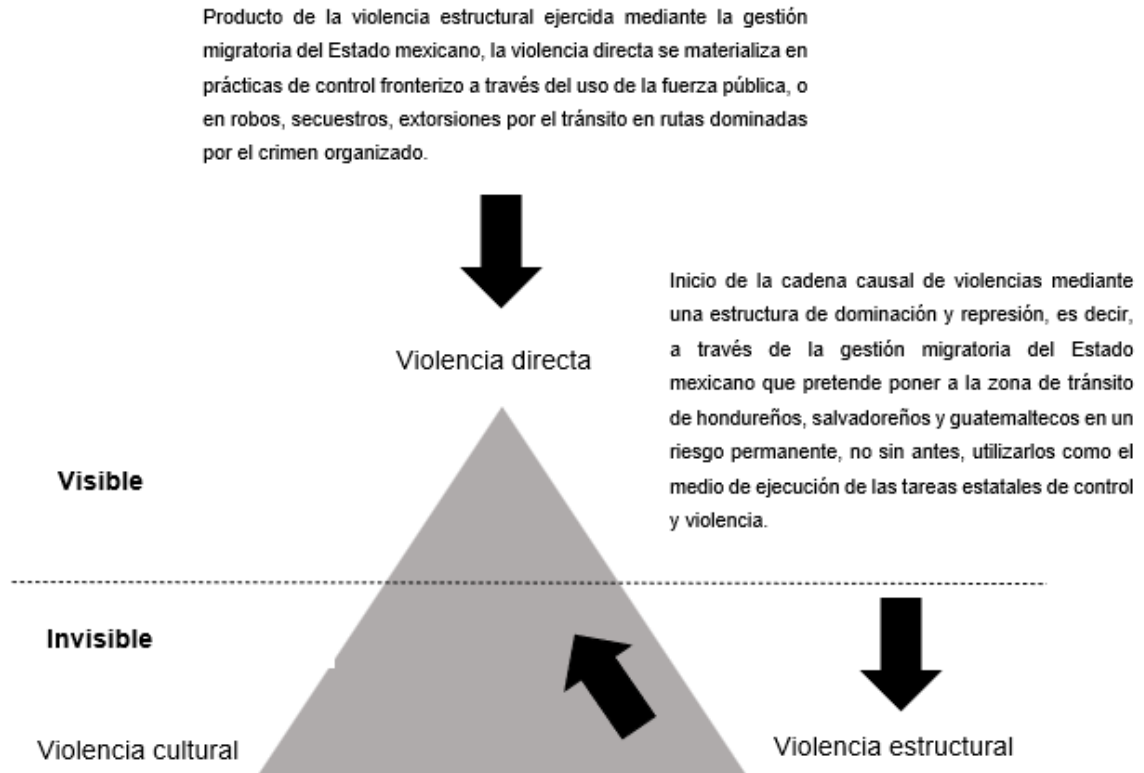 Producto de la violencia estructural ejercida mediante la gestión
migratoria del Estado mexicano, la violencia directa se materializa en
prácticas de control fronterizo a través del uso de la fuerza pública, o
en robos, secuestros, extorsiones por el tránsito en rutas dominadas
por el crimen organizado.
Inicio de la cadena causal de violencias mediante
una estructura de dominación y represión, es decir,
a través de la gestión migratoria del Estado
mexicano que pretende poner a la zona de tránsito
de hondureños, salvadoreños y guatemaltecos en un
riesgo permanente, no sin antes, utilizarlos como el
medio de ejecución de las tareas estatales de control
y violencia.
Violencia directa
Visible
Invisible
Violencia cultural
Violencia estructural